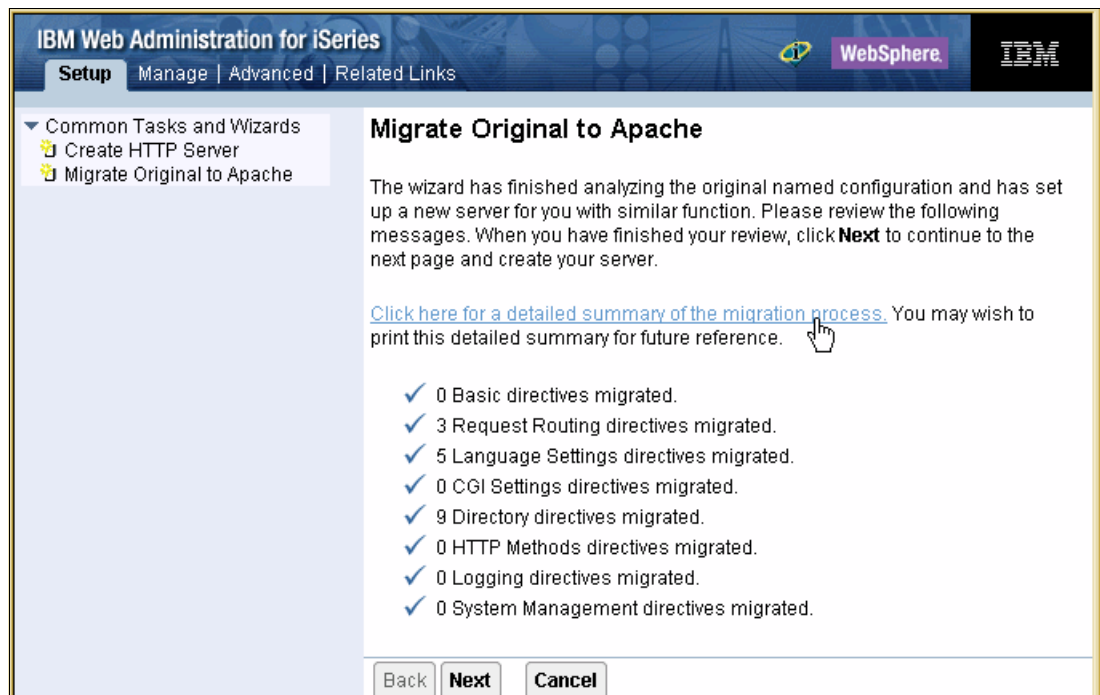 IBM Web Administration for iSeries
Setup Manage | Advanced | Related Links
WebSphere.
IBM
Common Tasks and Wizards
Create HTTP Server
Migrate Original to Apache
Migrate Original to Apache
The wizard has finished analyzing the original named configuration and has set
up a new server for you with similar function. Please review the following
messages. When you have finished your review, click Next to continue to the
next page and create your server.
Click here for a detailed summary of the migration process. You may wish to
print this detailed summary for future reference.
0 Basic directives migrated.
3 Request Routing directives migrated.
5 Language Settings directives migrated.
0 CGI Settings directives migrated.
9 Directory directives migrated.
0 HTTP Methods directives migrated.
0 Logging directives migrated.
0 System Management directives migrated.
Back Next Cancel